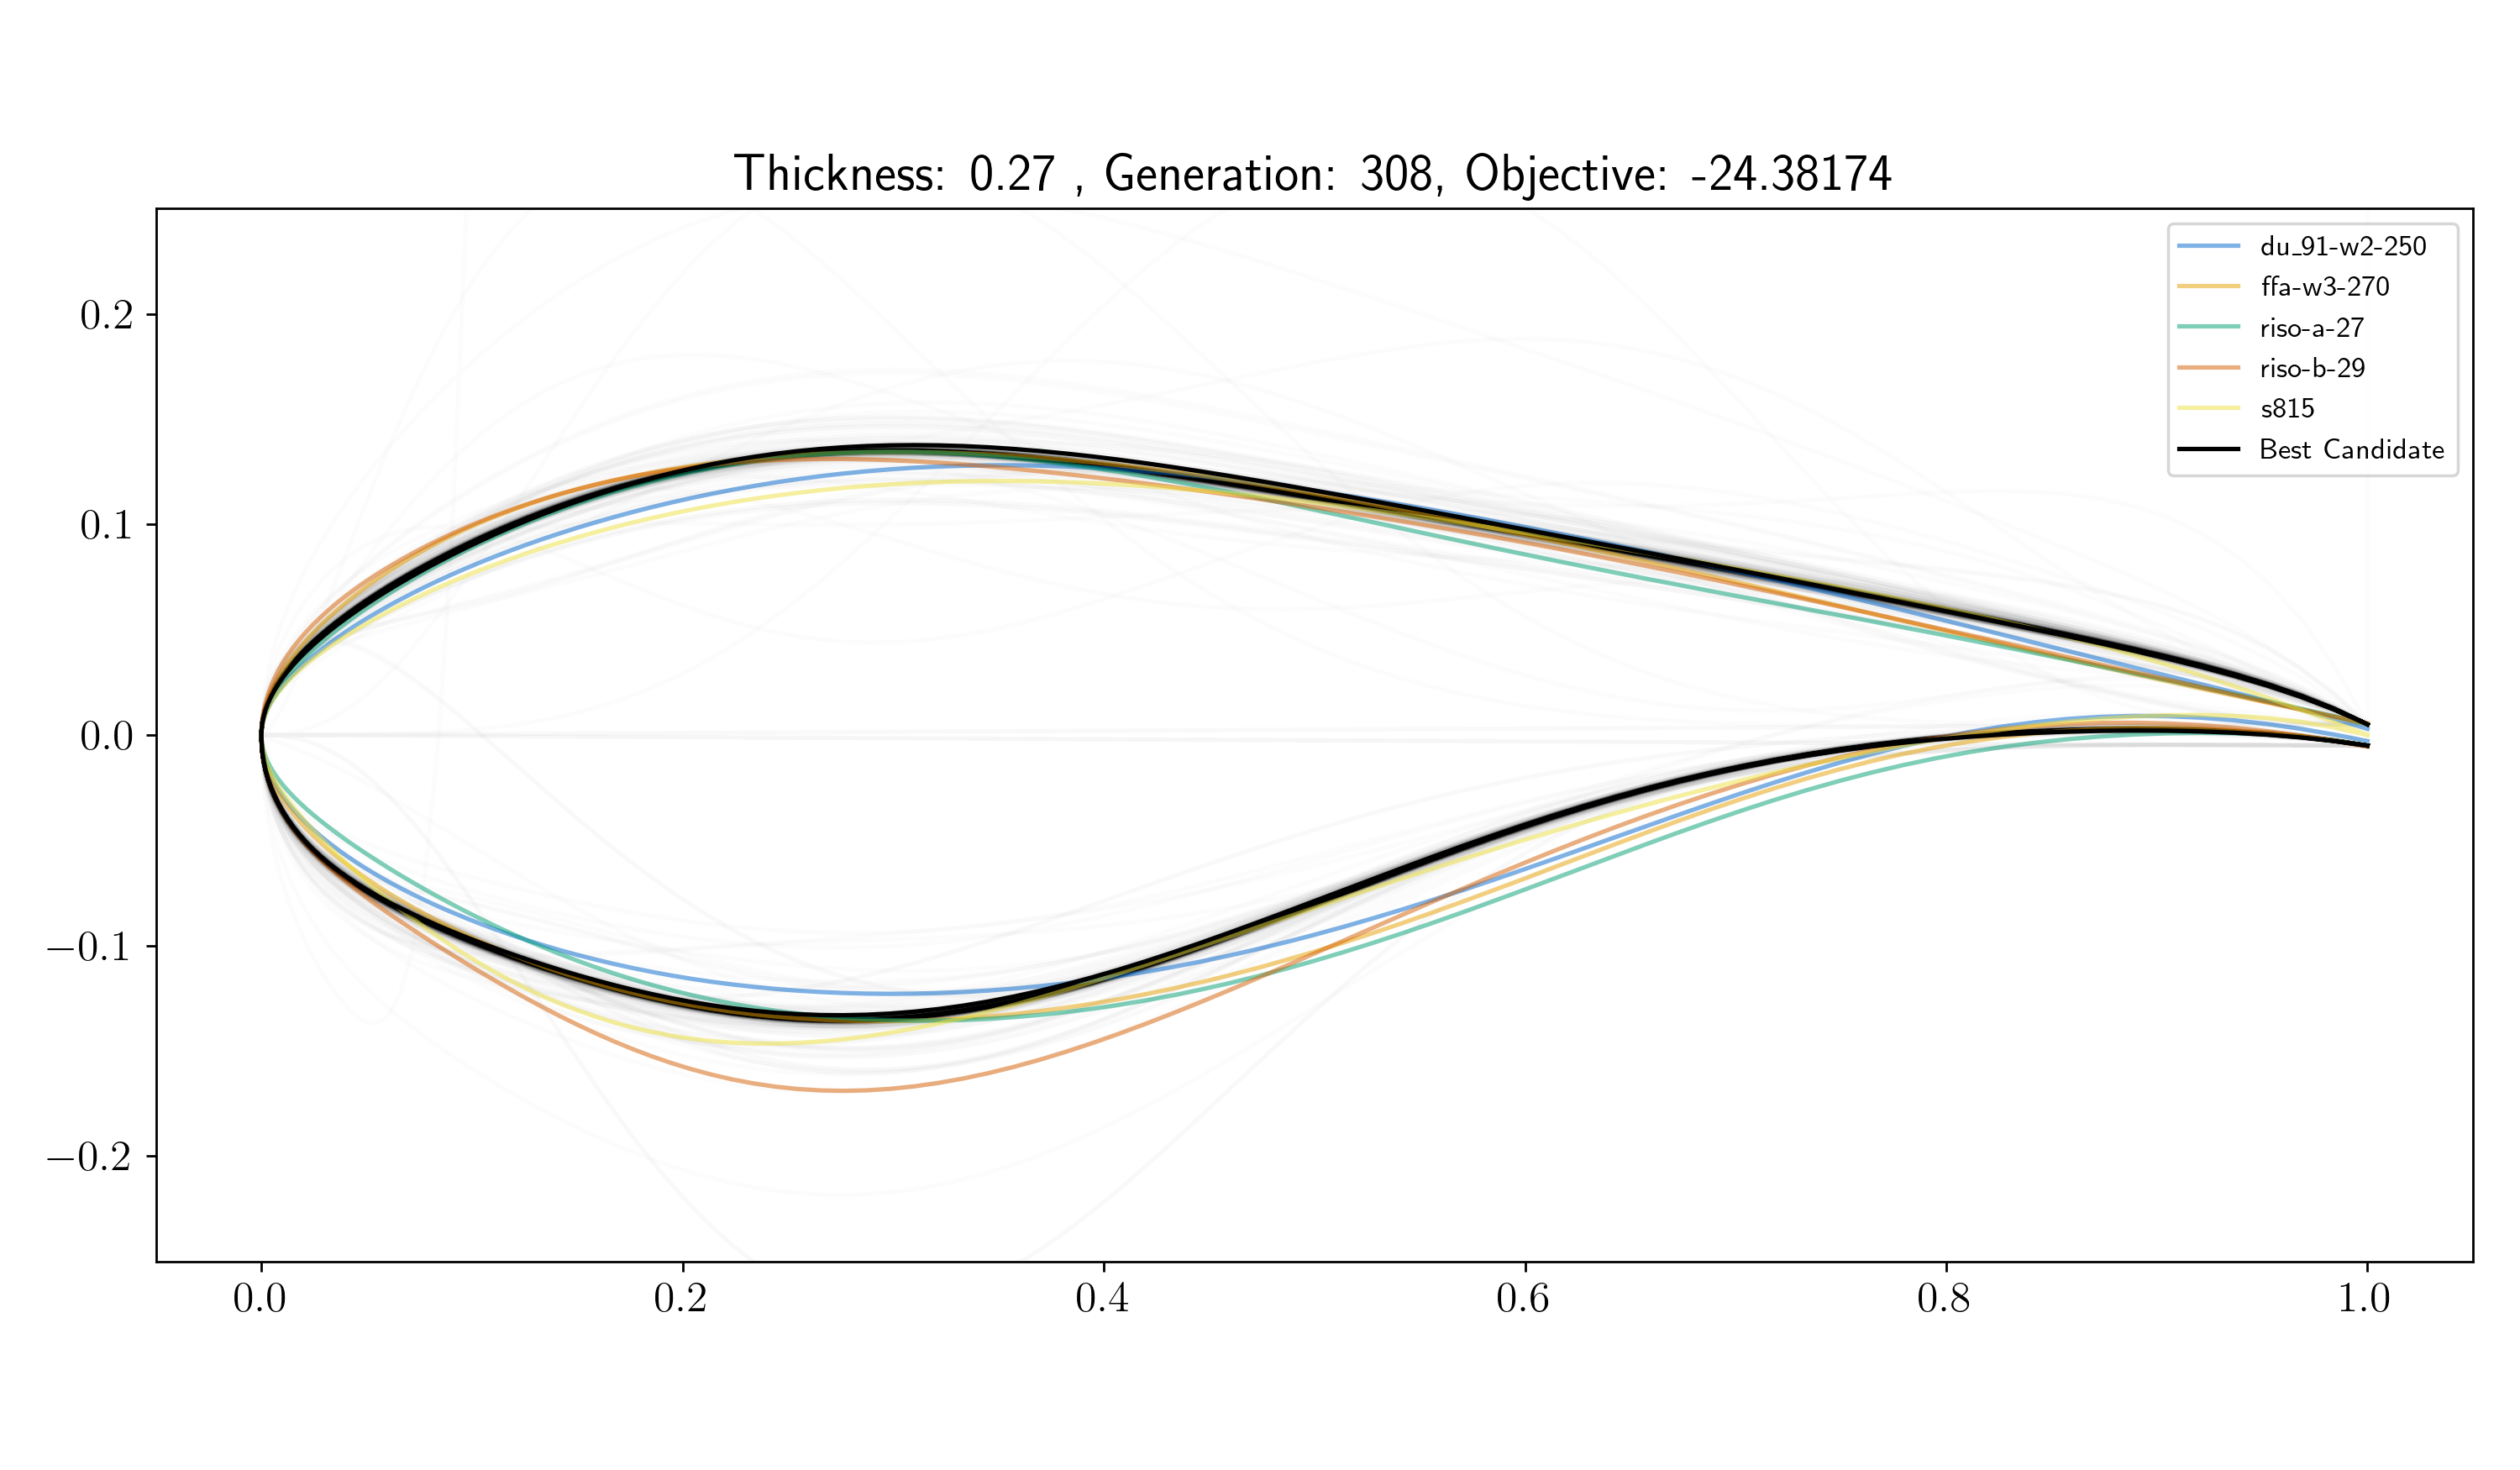 Thickness: 0.27 , Generation: 308, Objective: -24.38174
du_91-w2-250
ffa-w3-270
riso-a-27
riso-b-29
s815
Best Candidate
0.2
0.1
0.0
−0.1
−0.2
0.0 0.2 0.4 0.6 0.8 1.0